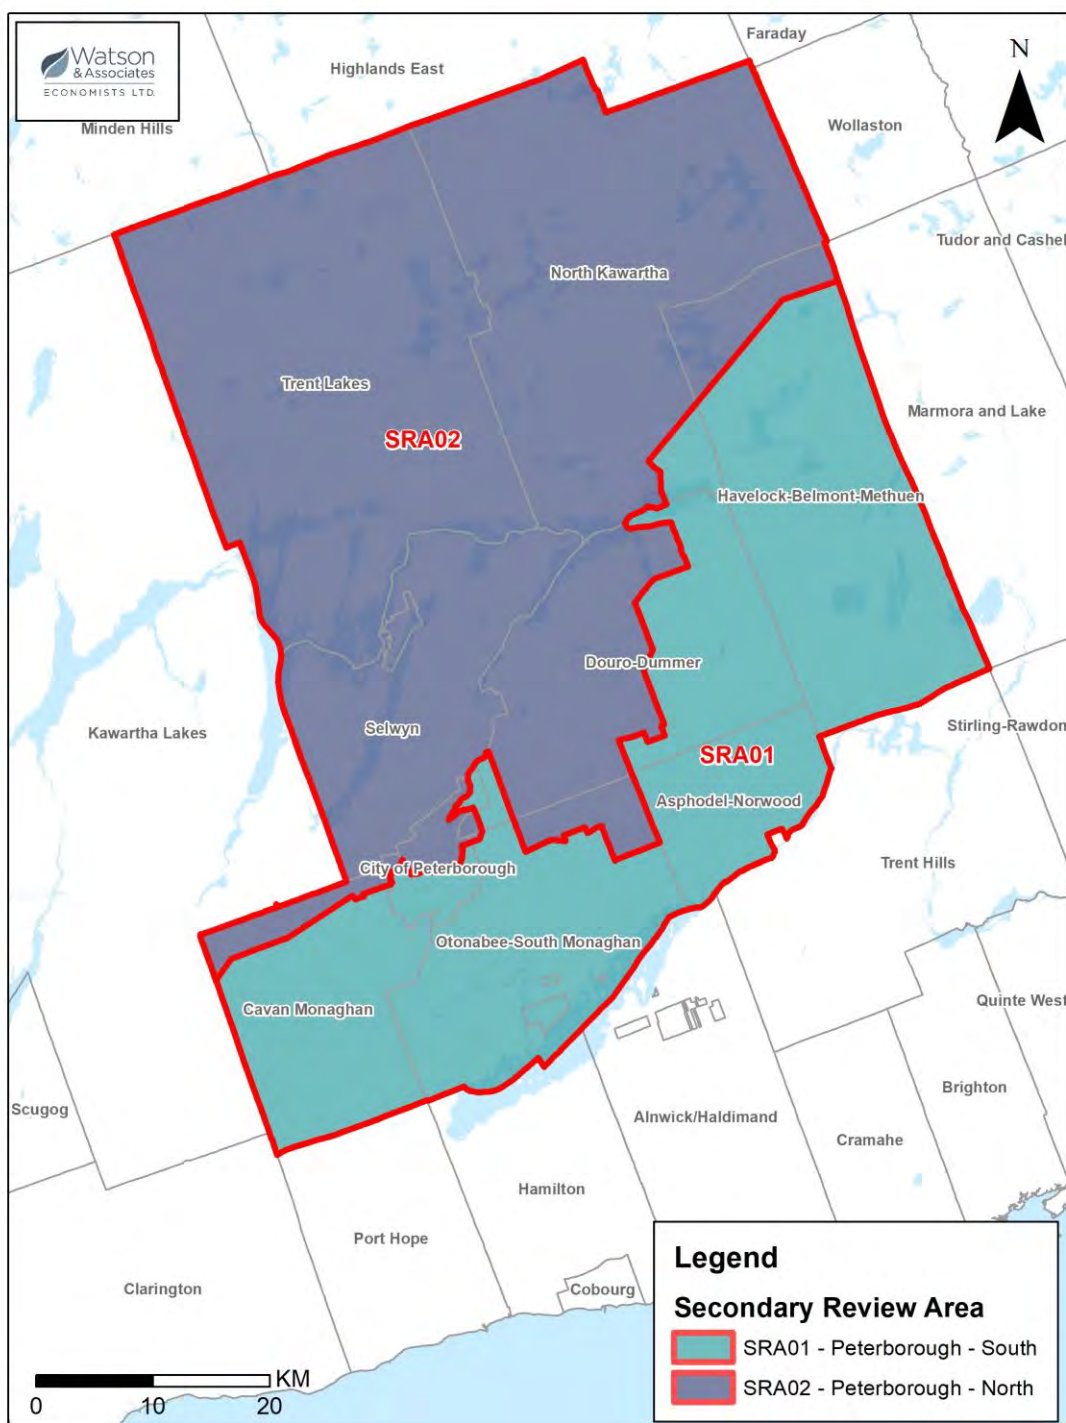 Watson
& Associates
ECONOMISTS LTD.
Faraday
Highlands East
N
Minden Hills
Wollaston
Tudor and Cashel
North Kawartha
Trent Lakes
Marmora and Lake
SRA02
Havelock-Belmont-Methuen
Douro-Dummer
Selwyn
Kawartha Lakes
Stirling-Rawdon
SRA01
Asphodel-Norwood
Trent Hills
City of Peterborough
Otonabee-South Monaghan
Quinte West
Cavan Monaghan
Brighton
Scugog
Alnwick/Haldimand
Cramahe
Hamilton
Port Hope
Clarington
Cobourg
Legend
Secondary Review Area
SRA01 - Peterborough - South
SRA02 - Peterborough - North
KM
0 10 20